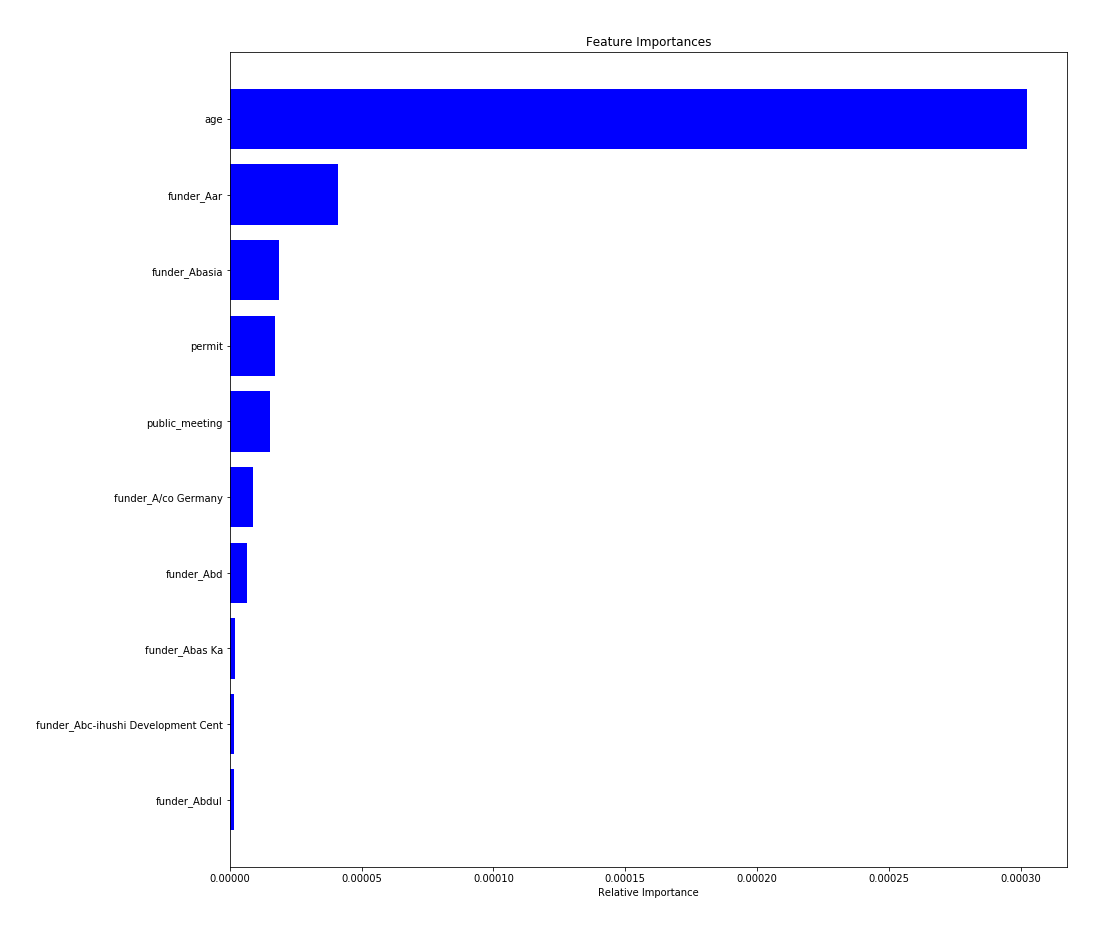 Feature Importances
age
funder_Aar
funder_Abasia
permit
public_meeting
funder_A/co Germany
funder_Abd
funder_Abas Ka
funder_Abc-ihushi Development Cent
funder_Abdul
0.00000 0.00005 0.00010 0.00015 0.00020 0.00025 0.00030
Relative Importance